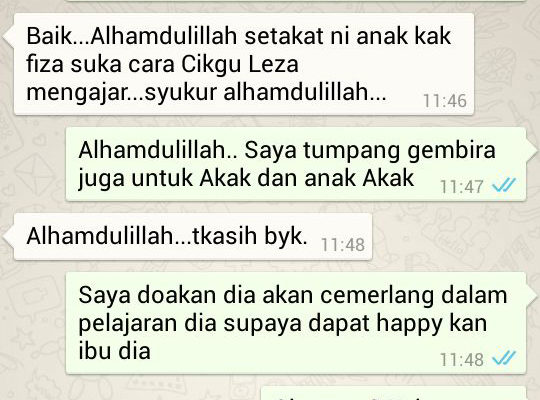 Baik...Alhamdulillah setakat ni anak kak
fiza suka cara Cikgu Leza
mengajar...syukur alhamdulillah...
11:46
Alhamdulillah.. Saya tumpang gembira
juga untuk Akak dan anak Akak
11:47
Alhamdulillah...tkasih byk.
11:48
Saya doakan dia akan cemerlang dalam
pelajaran dia supaya dapat happy kan
ibu dia
11:48